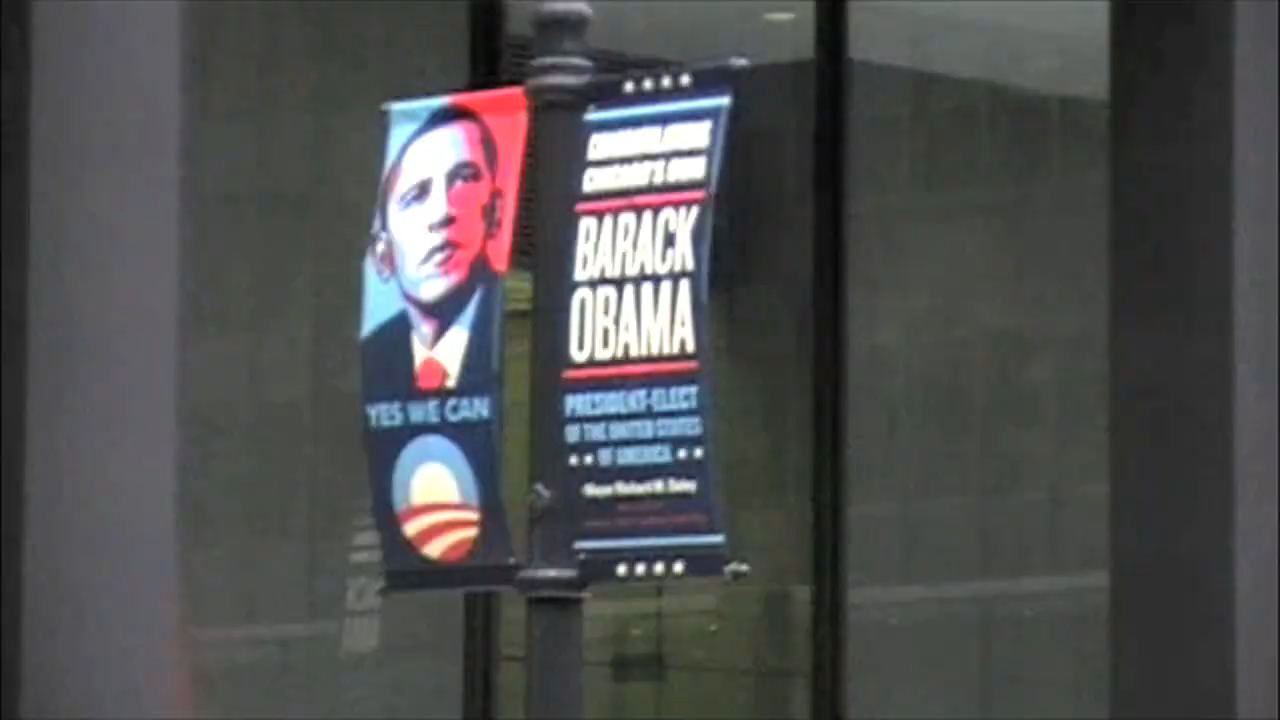 YES WE CAN
CONGRATULATIONS
CHICAGO'S OWN
BARACK
OBAMA
PRESIDENT-ELECT
OF THE UNITED STATES
OF AMERICA
Mayor Richard M. Daley